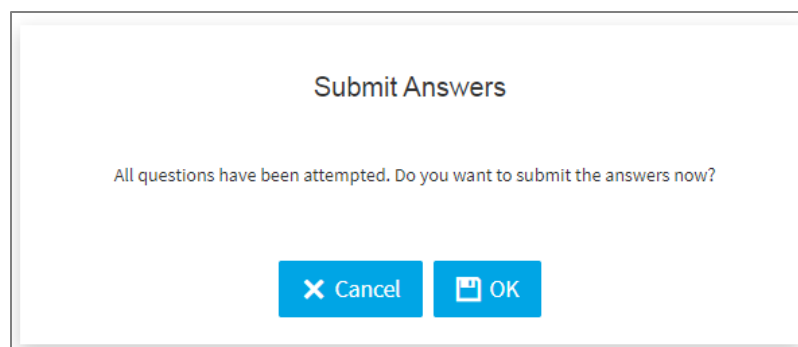 Submit Answers
All questions have been attempted. Do you want to submit the answers now?
Cancel
OK